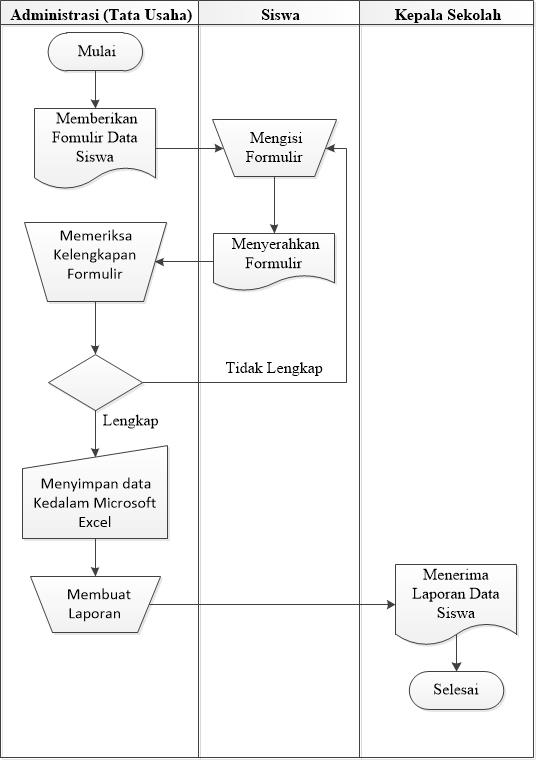 Administrasi (Tata Usaha)
Siswa
Kepala Sekolah
Mulai
Memberikan
Fomulir Data
Siswa
Mengisi
Formulir
Menyerahkan
Formulir
Memeriksa
Kelengkapan
Formulir
Tidak Lengkap
Lengkap
Menyimpan data
Kedalam Microsoft
Excel
Membuat
Laporan
Menerima
Laporan Data
Siswa
Selesai